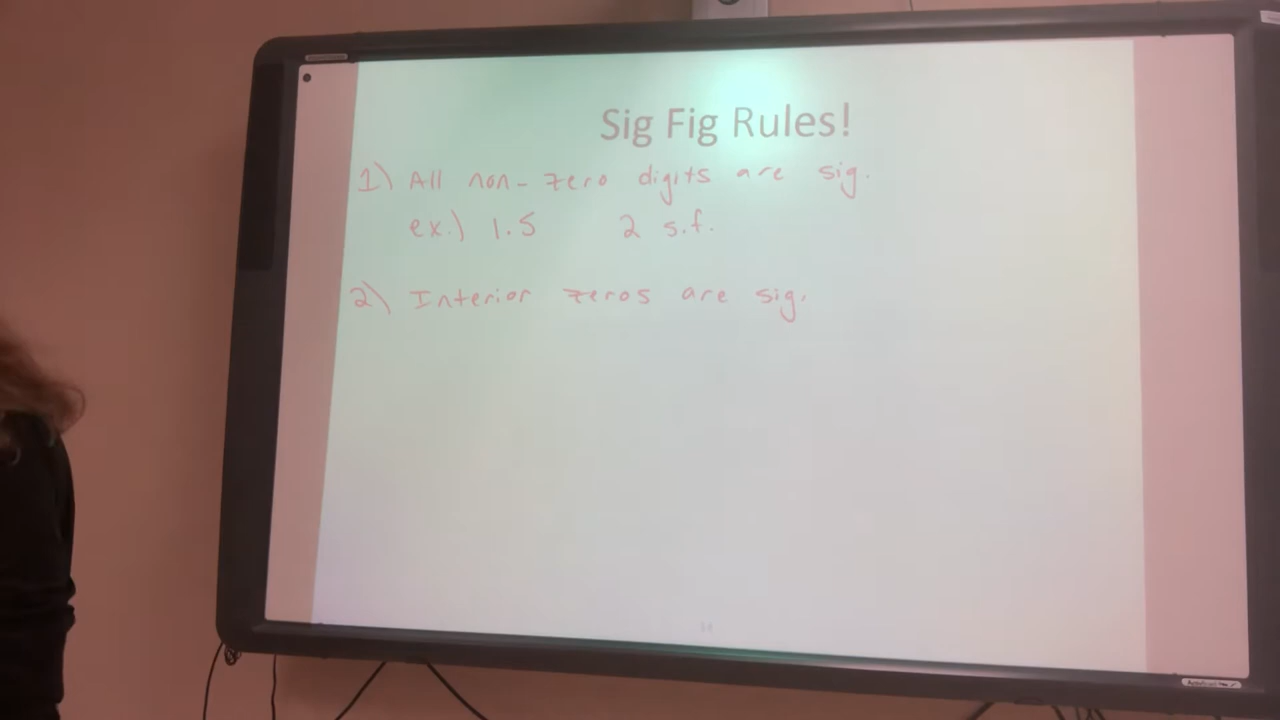 Sig Fig Rules!
1) All non-zero digits are sig.
ex.) 1.5 2 s.f.
2) Interior zeros are sig.